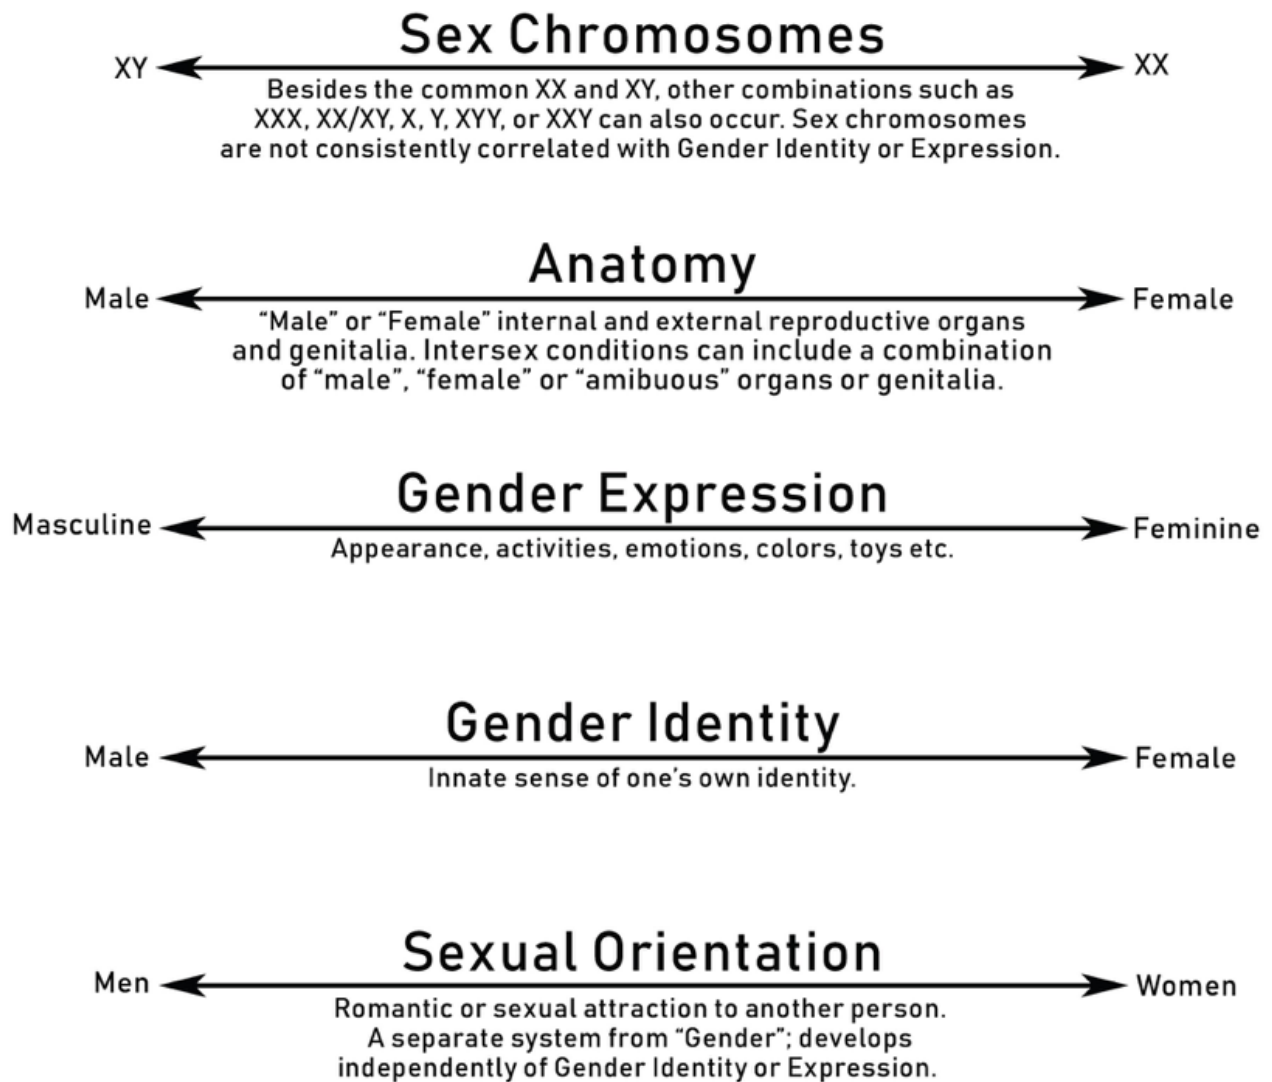 Sex Chromosomes
XY
XX
Besides the common XX and XY, other combinations such as
XXX, XX/XY, X, Y, XYY, or XXY can also occur. Sex chromosomes
are not consistently correlated with Gender Identity or Expression.
Anatomy
Male
Female
“Male” or “Female” internal and external reproductive organs
and genitalia. Intersex conditions can include a combination
of “male”, “female” or “amibuous” organs or genitalia.
Gender Expression
Masculine
Feminine
Appearance, activities, emotions, colors, toys etc.
Gender Identity
Male
Female
Innate sense of one’s own identity.
Sexual Orientation
Men
Women
Romantic or sexual attraction to another person.
A separate system from “Gender”; develops
independently of Gender Identity or Expression.